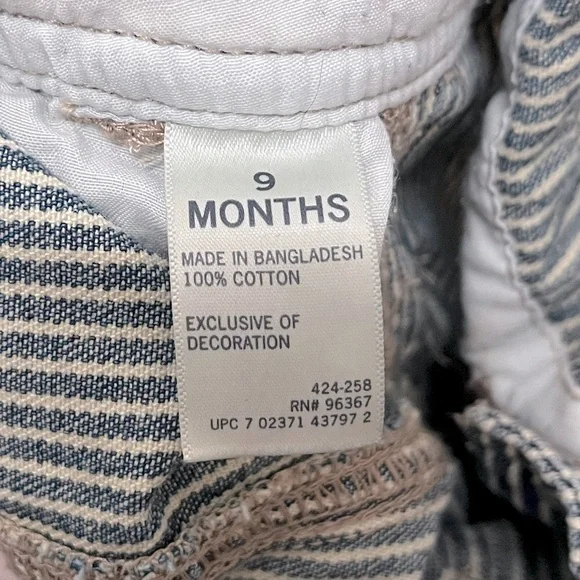 9
MONTHS
MADE IN BANGLADESH
100% COTTON
EXCLUSIVE OF
DECORATION
424-258
RN# 96367
UPC 7 02371 43797 2